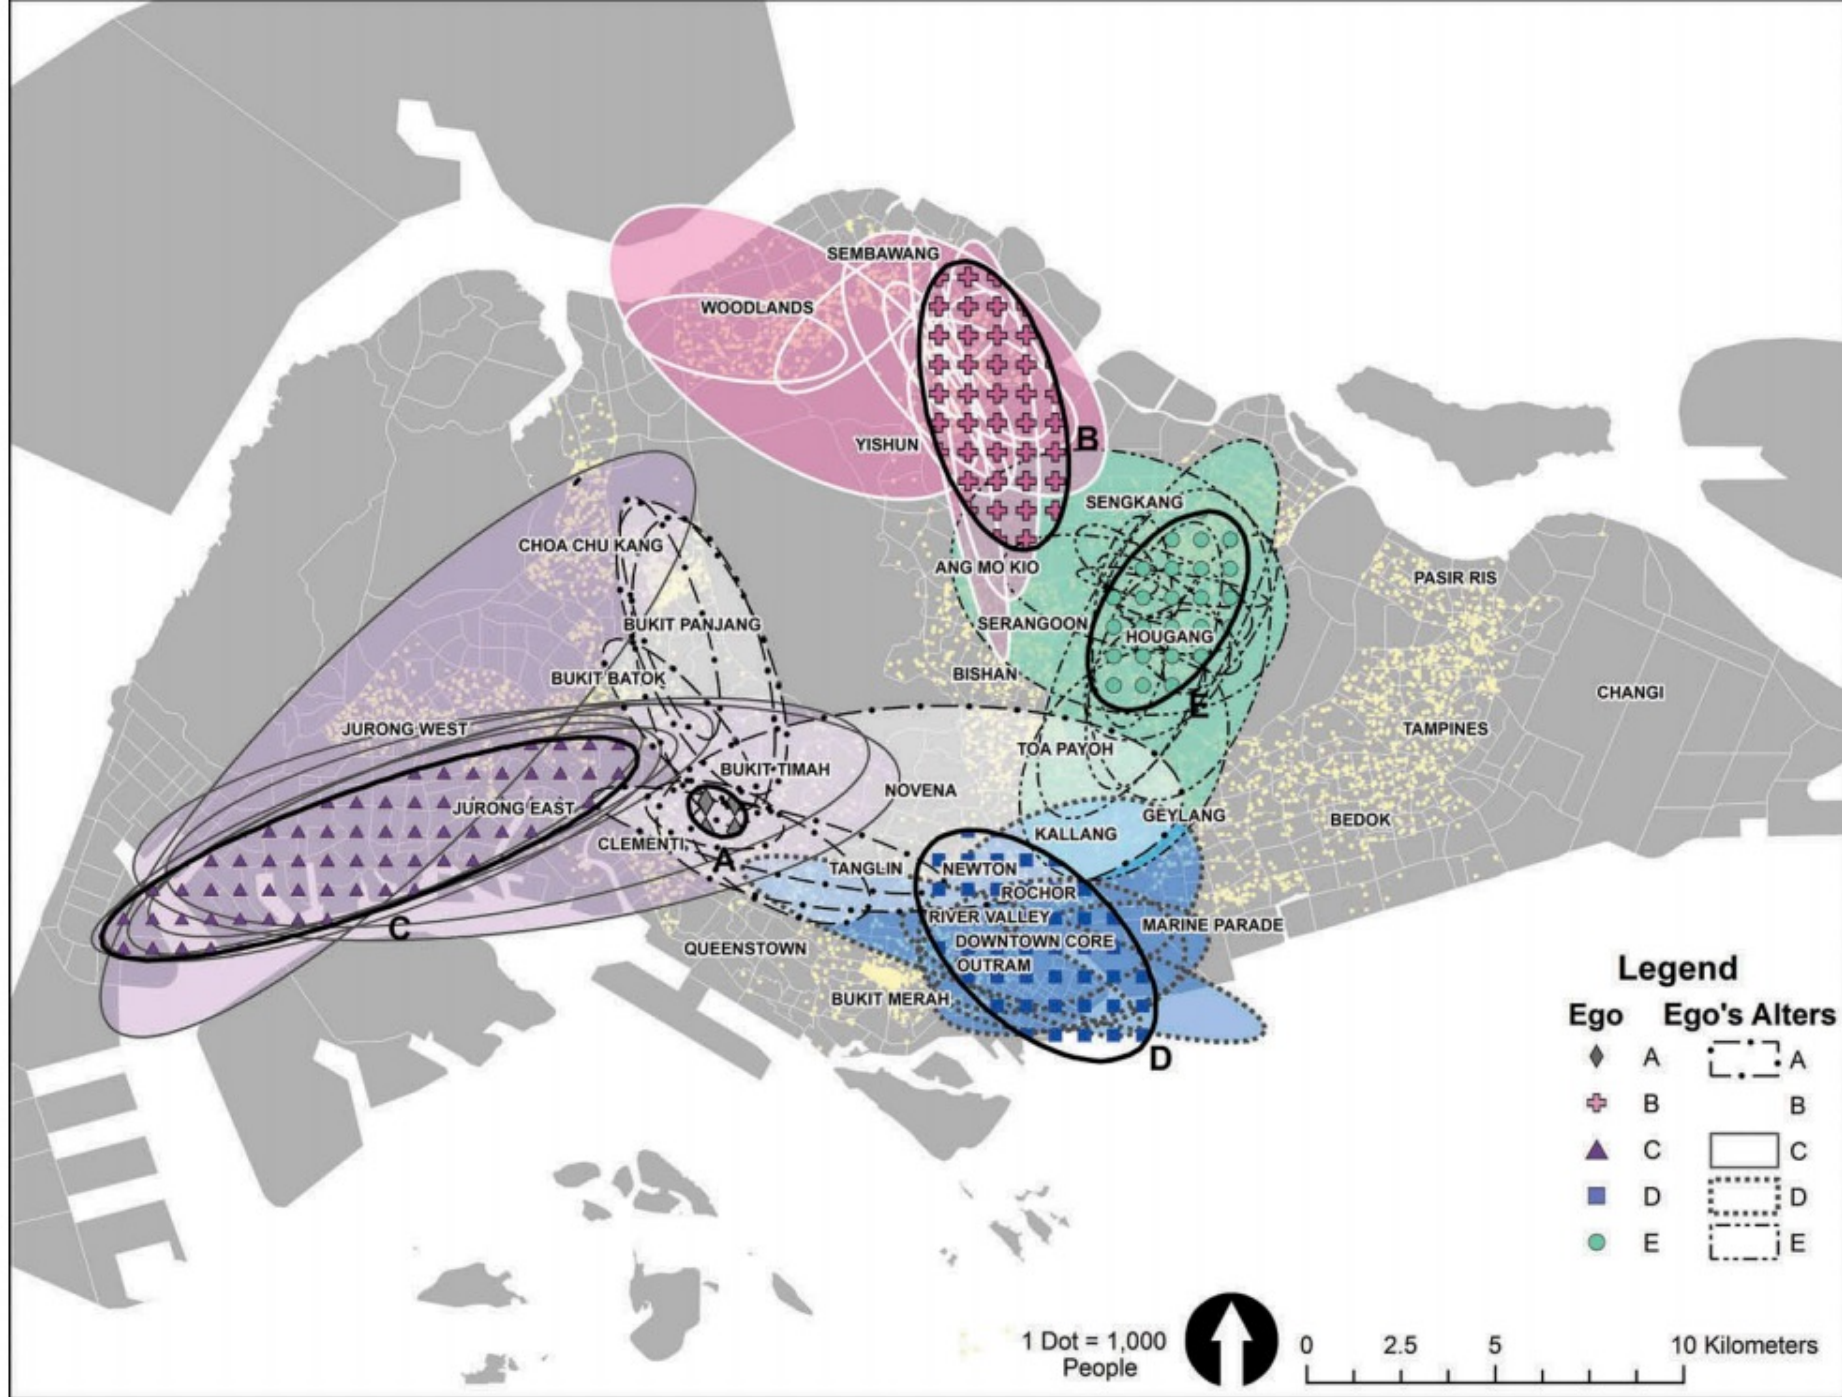 SEMBAWANG
WOODLANDS
YISHUN
B
SENGKANG
CHOA CHU KANG
ANG MO KIO
PASIR RIS
BUKIT PANJANG
SERANGOON
HOUGANG
BISHAN
BUKIT BATOK
CHANGI
E
JURONG WEST
TAMPINES
TOA PAYOH
BUKIT TIMAH
NOVENA
JURONG EAST
GEYLANG
BEDOK
KALLANG
CLEMENTI
A
TANGLIN
NEWTON
ROCHOR
RIVER VALLEY
MARINE PARADE
C
DOWNTOWN CORE
QUEENSTOWN
OUTRAM
BUKIT MERAH
D
Legend
Ego Ego's Alters
A A
B B
C C
D D
E E
1 Dot = 1,000
People
0 2.5 5 10 Kilometers